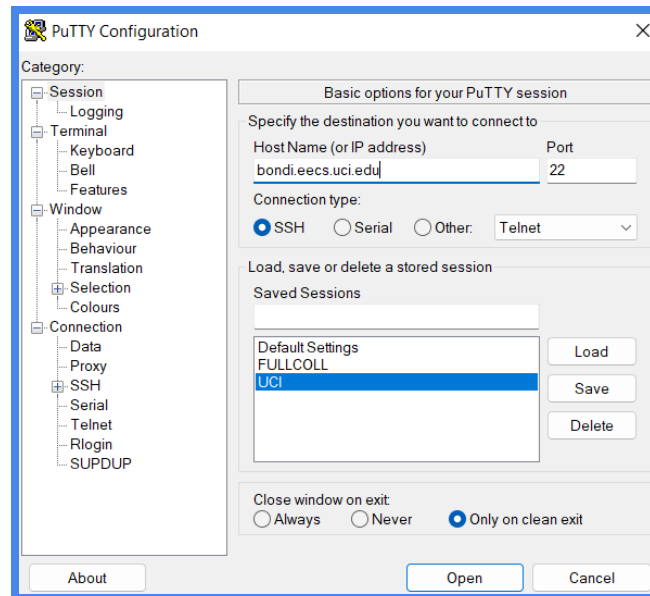 PuTTY Configuration
Category:
Session
Logging
Terminal
Keyboard
Bell
Features
Window
Appearance
Behaviour
Translation
Selection
Colours
Connection
Data
Proxy
SSH
Serial
Telnet
Rlogin
SUPDUP
Basic options for your PuTTY session
Specify the destination you want to connect to
Host Name (or IP address) Port
bondi.eecs.uci.edu 22
Connection type:
SSH Serial Other: Telnet
Load, save or delete a stored session
Saved Sessions
Default Settings
FULLCOLL
UCI
Load
Save
Delete
Close window on exit:
Always Never Only on clean exit
About Open Cancel